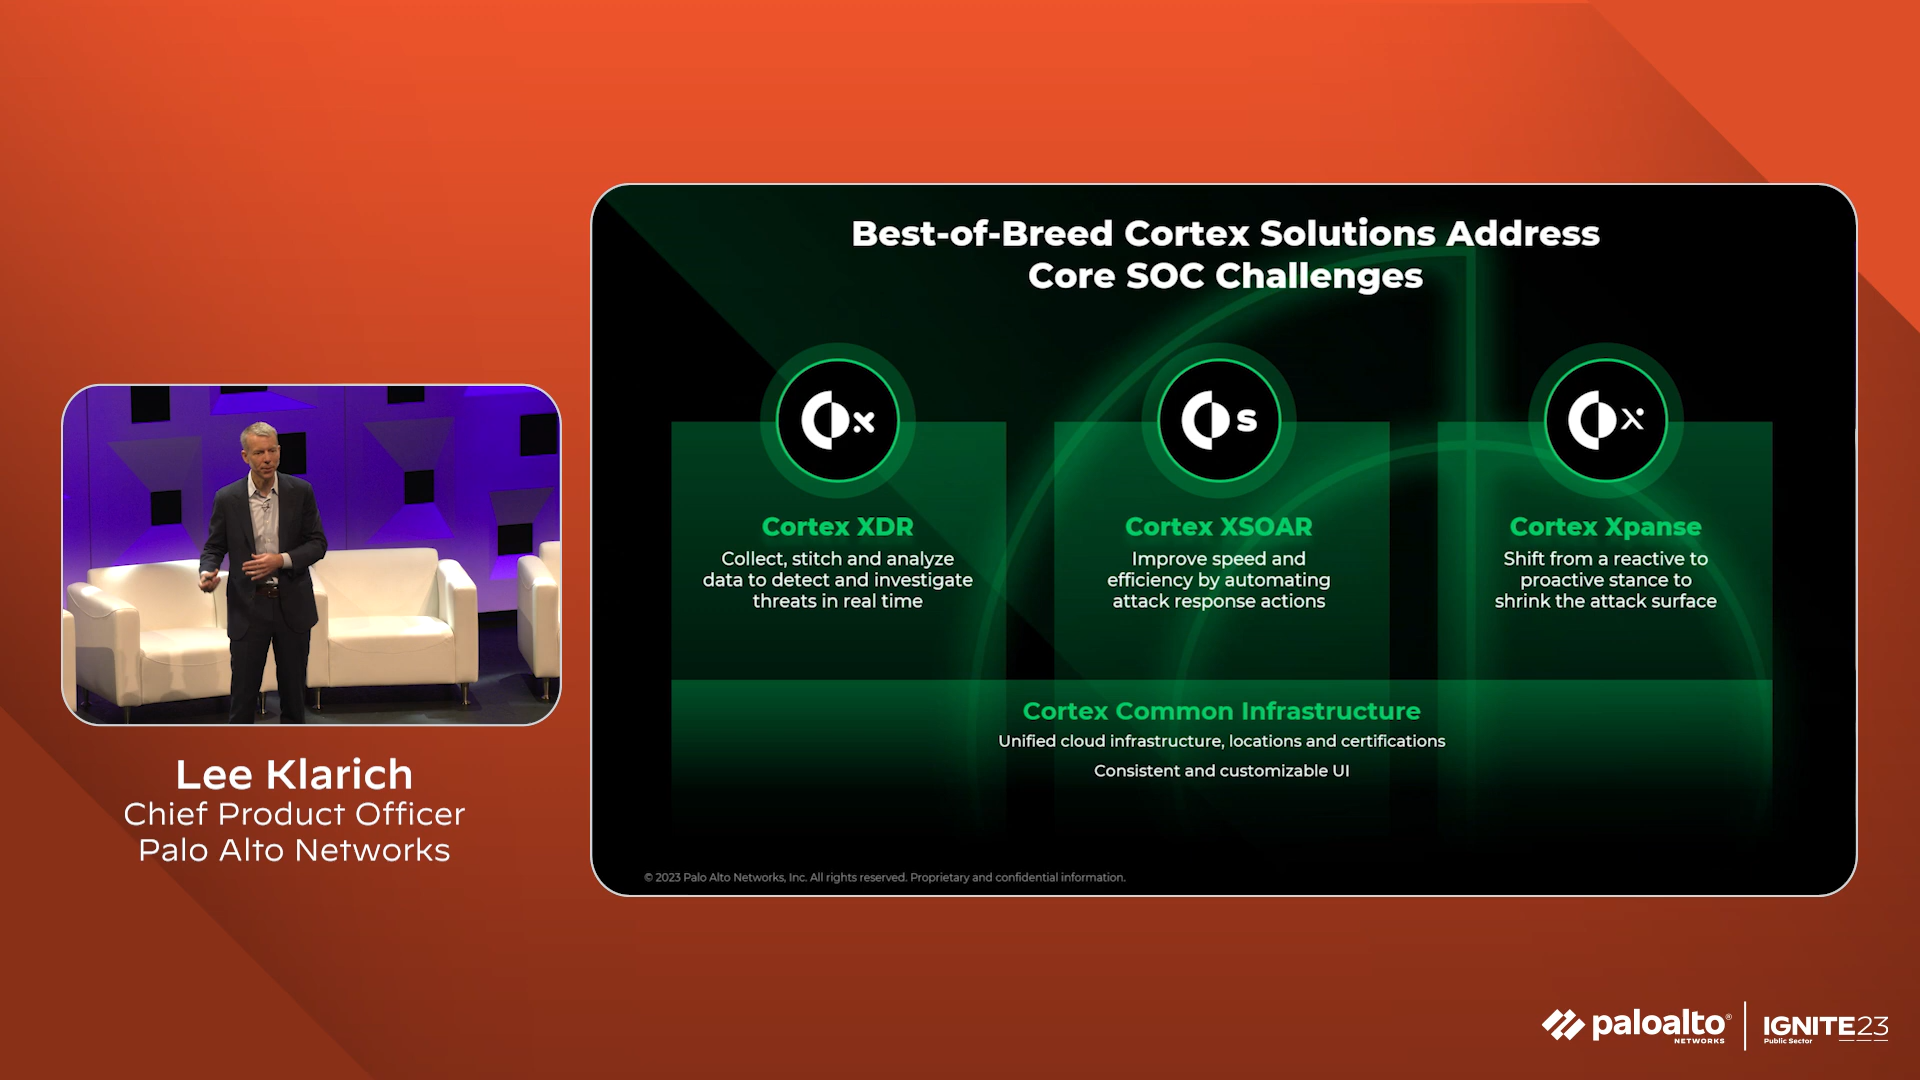 Best-of-Breed Cortex Solutions Address
Core SOC Challenges
x
s
X
Cortex XDR
Collect, stitch and analyze
data to detect and investigate
threats in real time
Cortex XSOAR
Improve speed and
efficiency by automating
attack response actions
Cortex Xpanse
Shift from a reactive to
proactive stance to
shrink the attack surface
Cortex Common Infrastructure
Unified cloud infrastructure, locations and certifications
Consistent and customizable UI
© 2023 Palo Alto Networks, Inc. All rights reserved. Proprietary and confidential information.
Lee Klarich
Chief Product Officer
Palo Alto Networks
paloalto®
NETWORKS
IGNITE23
Public Sector